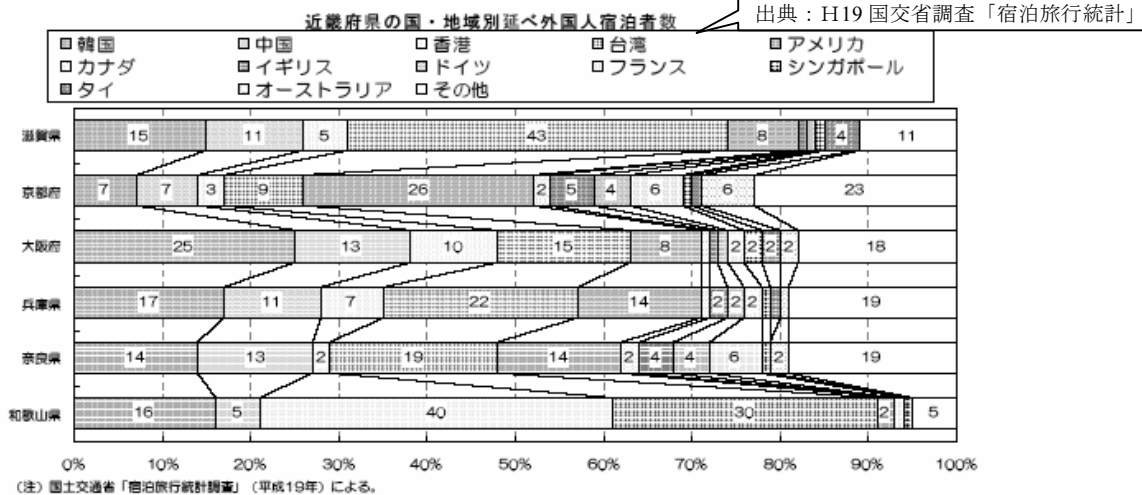 出典：H19 国交省調査「宿泊旅行統計」
近畿府県の国・地域別延べ外国人宿泊者数
韓国 中国 香港 台湾 アメリカ
カナダ イギリス ドイツ フランス シンガポール
タイ オーストラリア その他
滋賀県 15 11 5 43 8 4 11
京都府 7 7 3 9 26 2 5 4 6 6 23
大阪府 25 13 10 15 8 2 2 2 2 18
兵庫県 17 11 7 22 14 2 2 2 19
奈良県 14 13 2 19 14 2 4 4 6 2 19
和歌山県 16 5 40 30 2 5
0% 10% 20% 30% 40% 50% 60% 70% 80% 90% 100%
（注）国土交通省「宿泊旅行統計調査」（平成19年）による。